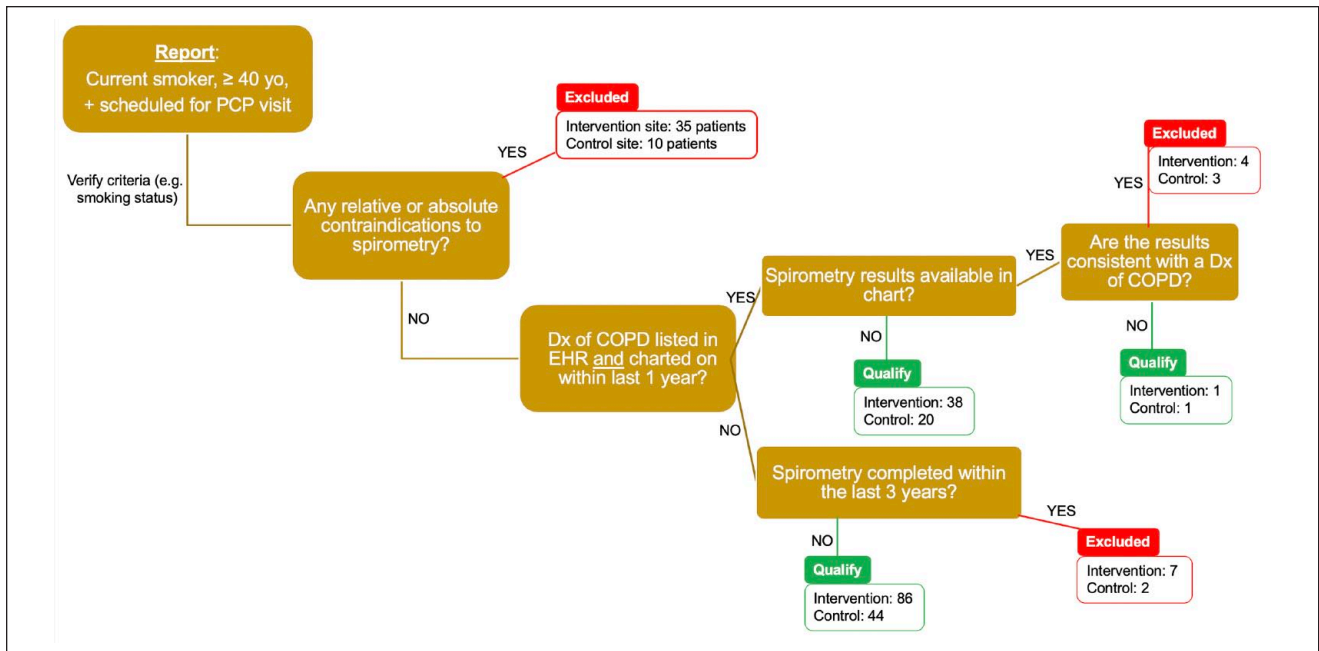 Report:
Current smoker, ≥ 40 yo,
+ scheduled for PCP visit
Verify criteria (e.g.
smoking status)
Any relative or absolute
contraindications to
spirometry?
YES
Excluded
Intervention site: 35 patients
Control site: 10 patients
NO
Dx of COPD listed in
EHR and charted on
within last 1 year?
YES
Spirometry results available in
chart?
YES
Are the results
consistent with a Dx
of COPD?
YES
Excluded
Intervention: 4
Control: 3
NO
Qualify
Intervention: 1
Control: 1
NO
Qualify
Intervention: 38
Control: 20
NO
Spirometry completed within
the last 3 years?
YES
Excluded
Intervention: 7
Control: 2
NO
Qualify
Intervention: 86
Control: 44